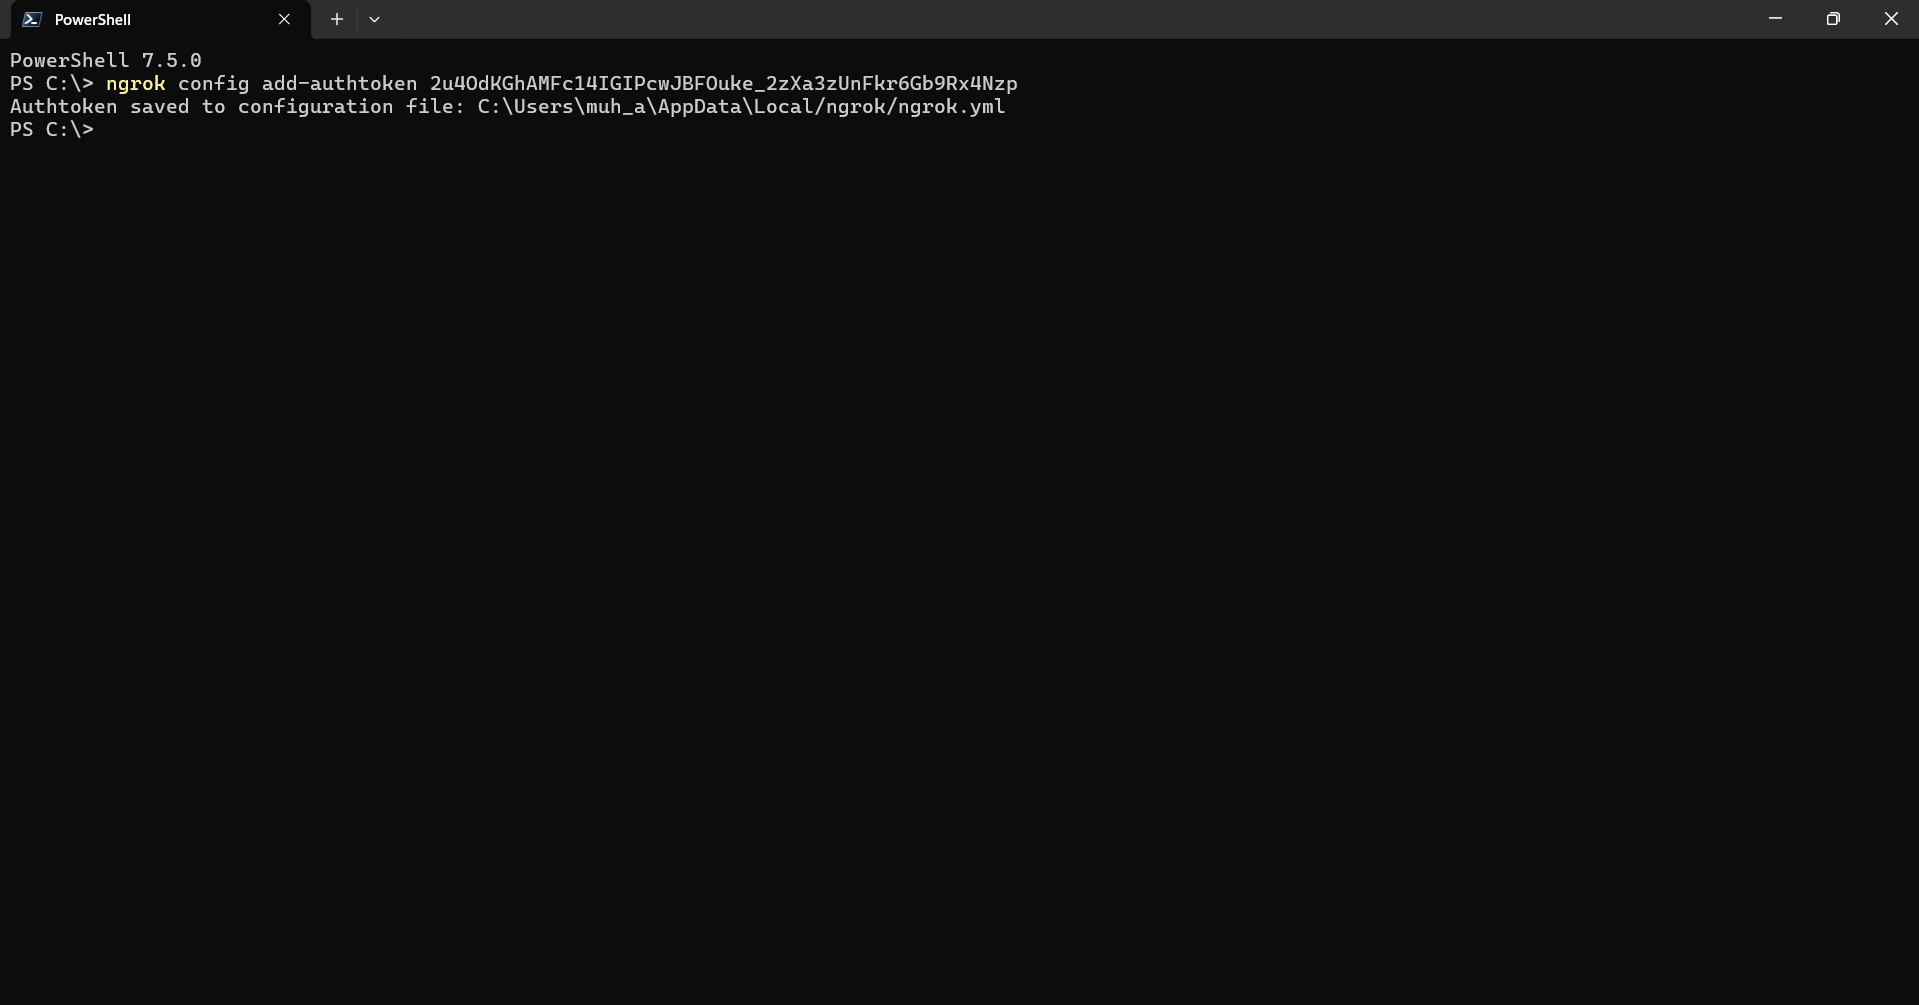 PowerShell
PowerShell 7.5.0
PS C:\> ngrok config add-authtoken 2u4OdKGhAMFc14IGIPcwJBFOuke_2zXa3zUnFkr6Gb9Rx4Nzp
Authtoken saved to configuration file: C:\Users\muh_a\AppData\Local/ngrok/ngrok.yml
PS C:\>